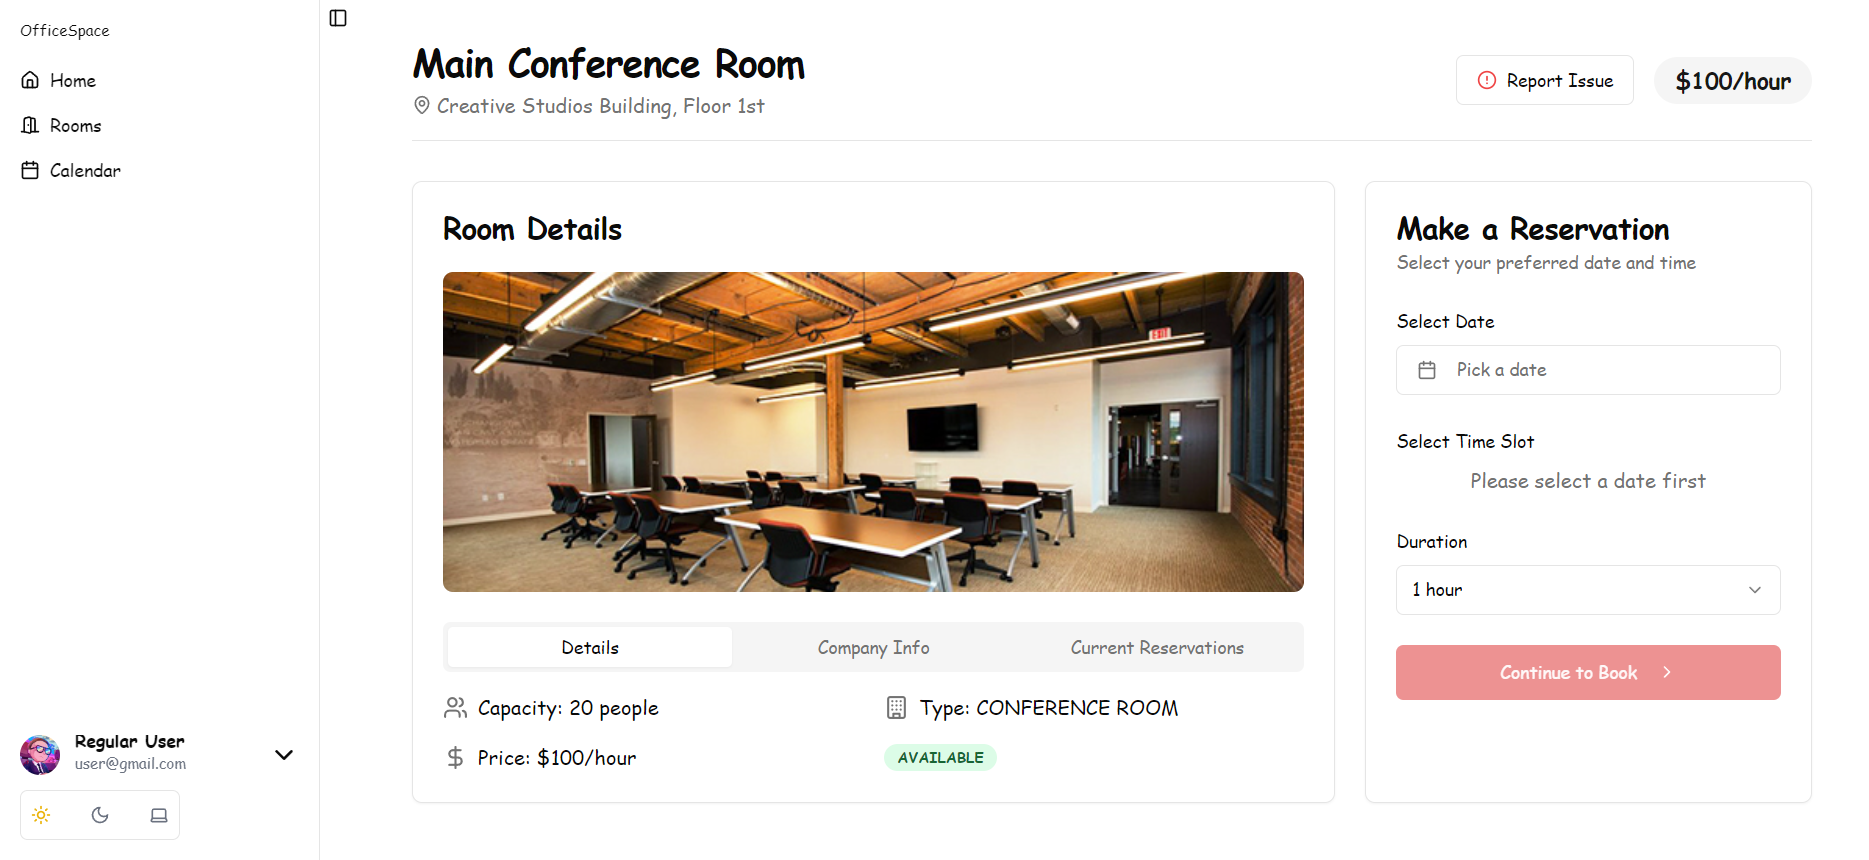 OfficeSpace
Home
Rooms
Calendar
Regular User
user@gmail.com
Main Conference Room
Creative Studios Building, Floor 1st
Report Issue
$100/hour
Room Details
EXIT
Details
Company Info
Current Reservations
Capacity: 20 people
Type: CONFERENCE ROOM
Price: $100/hour
AVAILABLE
Make a Reservation
Select your preferred date and time
Select Date
Pick a date
Select Time Slot
Please select a date first
Duration
1 hour
Continue to Book